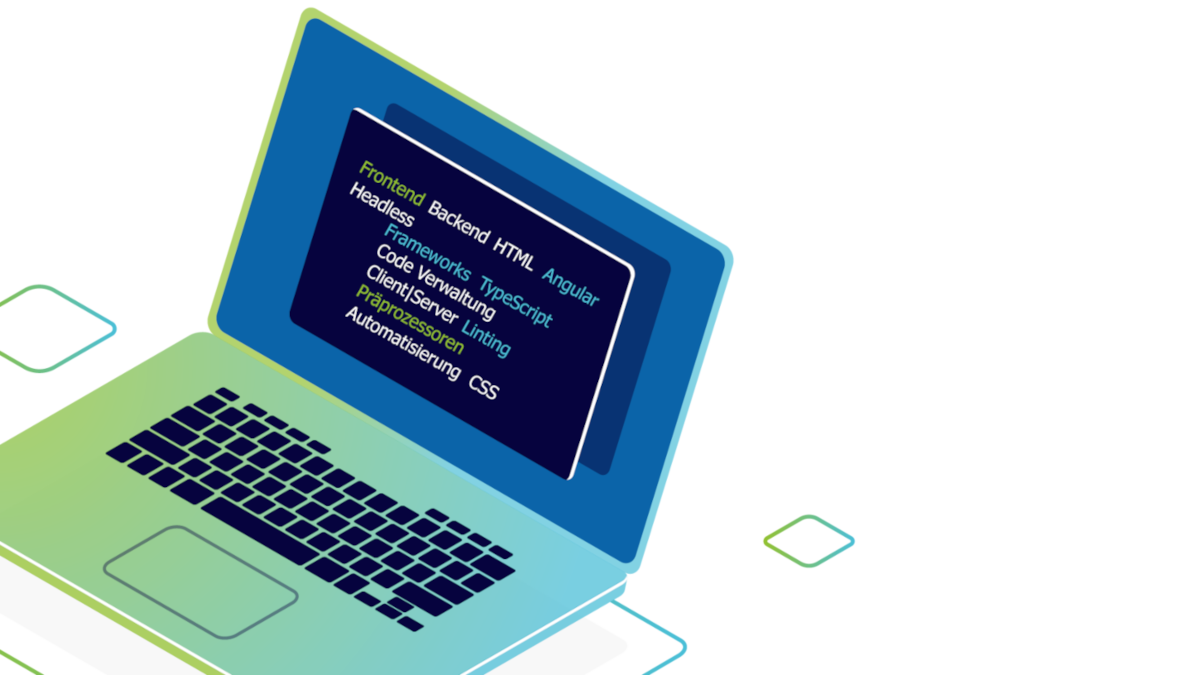 Frontend Backend HTML Angular
Headless
Frameworks TypeScript
Code Verwaltung
Client|Server Linting
Präprozessoren
Automatisierung CSS